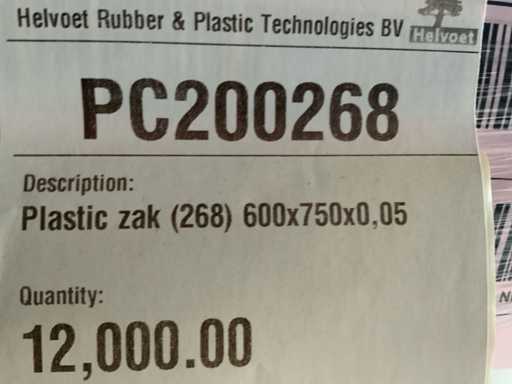 Helvoet Rubber & Plastic Technologies BV
Helvoet
PC200268
Description:
Plastic zak (268) 600x750x0,05
Quantity:
12,000.00